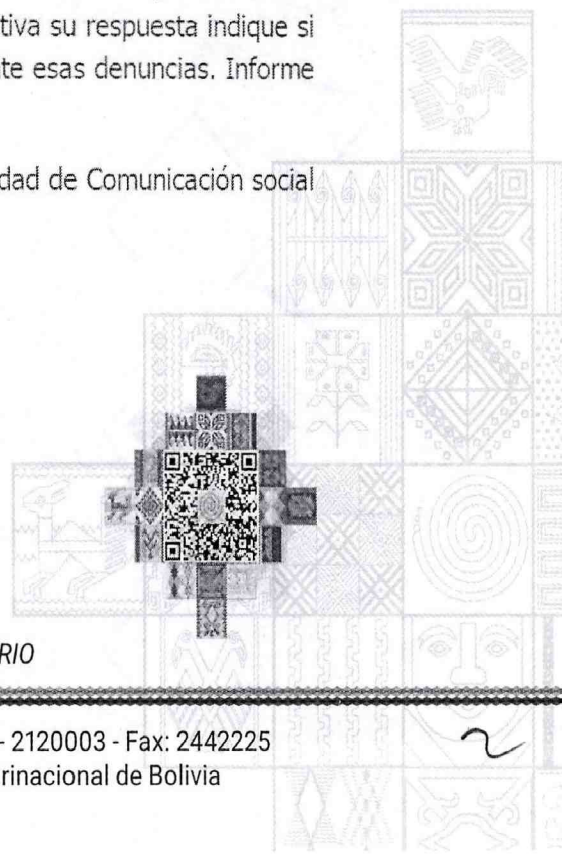 tiva su respuesta indique si
te esas denuncias. Informe
dad de Comunicación social
RIO
- 2120003 - Fax: 2442225
rinacional de Bolivia
2